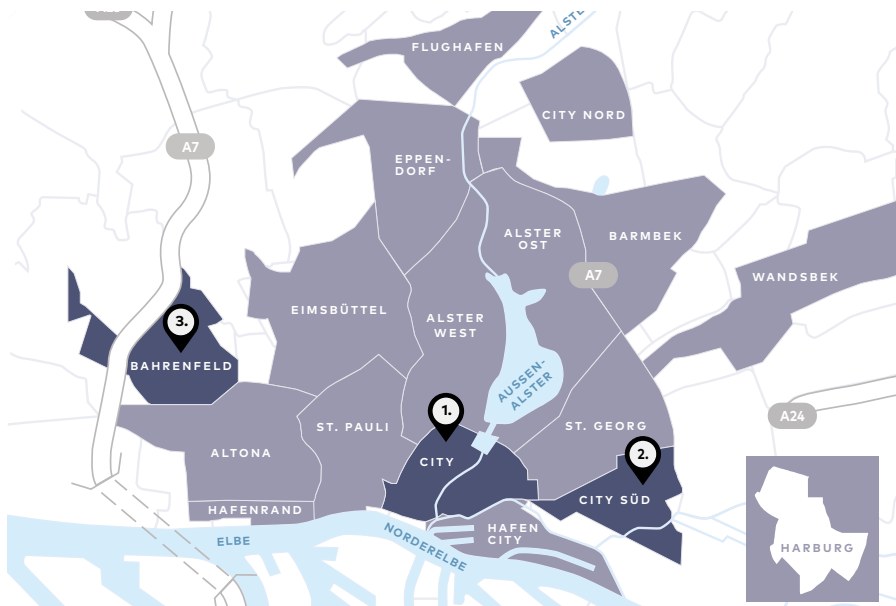 FLUGHAFEN
ALSTE
CITY NORD
A7
EPPEN-
DORF
ALSTER
OST
BARMBEK
A7
WANDSBEK
EIMSBÜTTEL
ALSTER
WEST
3.
BAHRENFELD
AUSSEN-
ALSTER
1.
A24
ST. PAULI
ST. GEORG
ALTONA
CITY
2.
CITY SÜD
HAFENRAND
HAFEN
CITY
ELBE
NORDERELBE
HARBURG